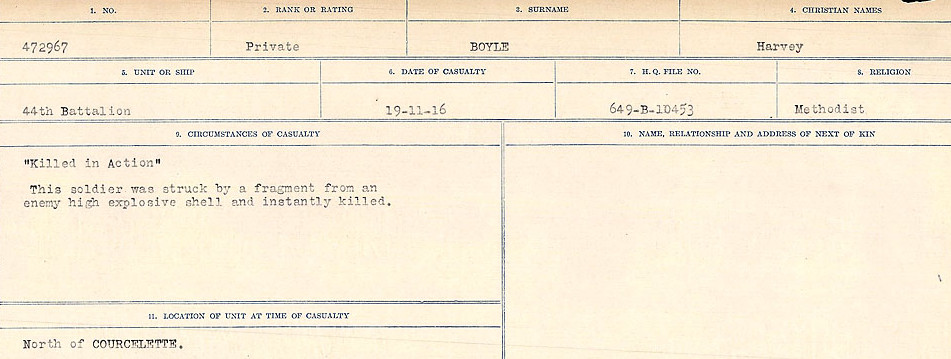 1. NO. 2. RANK OR RATING 3. SURNAME 4. CHRISTIAN NAMES
472967 Private BOYLE Harvey
5. UNIT OR SHIP 6. DATE OF CASUALTY 7. H. Q. FILE NO. 8. RELIGION
44th Battalion 19-11-16 649-B-10453 Methodist
9. CIRCUMSTANCES OF CASUALTY 10. NAME, RELATIONSHIP AND ADDRESS OF NEXT OF KIN
"Killed in Action"
This soldier was struck by a fragment from an
enemy high explosive shell and instantly killed.
11. LOCATION OF UNIT AT TIME OF CASUALTY
North of COURCELETTE.